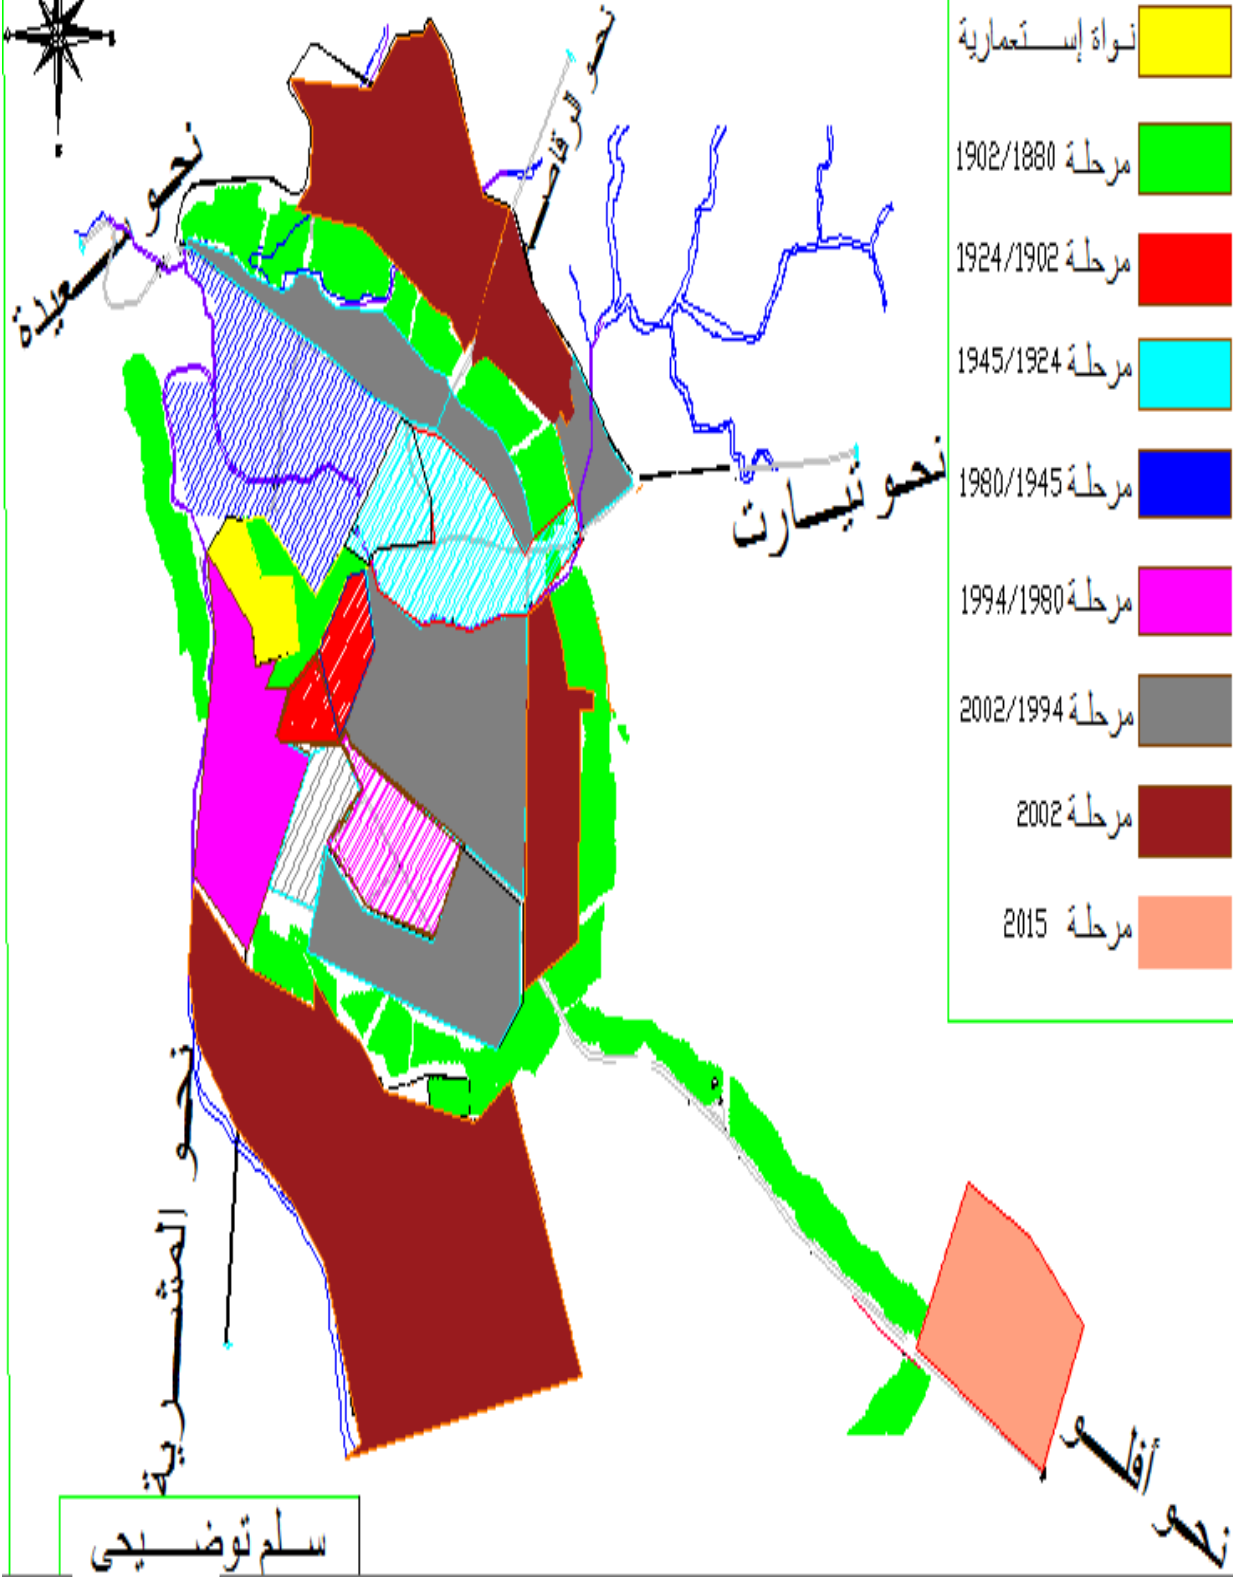 نواة إستعمارية
مرحلة 1902/1880
مرحلة 1924/1902
مرحلة 1945/1924
مرحلة 1980/1945
مرحلة 1994/1980
مرحلة 2002/1994
مرحلة 2002
مرحلة 2015
نحو سعيدة
نحو الرقاصة
نحو تيارت
نحو المشرية
نحو أفلو
سلم توضيحي